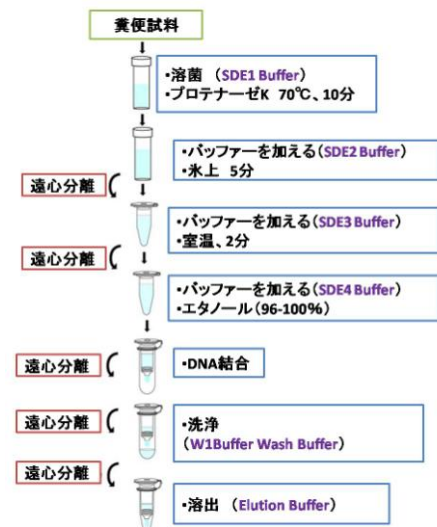 糞便試料
・溶菌 (SDE1 Buffer)
・プロテナーゼK 70℃、10分
・バッファーを加える(SDE2 Buffer)
・氷上 5分
遠心分離
・バッファーを加える(SDE3 Buffer)
・室温、2分
遠心分離
・バッファーを加える(SDE4 Buffer)
・エタノール(96-100%)
遠心分離
・DNA結合
遠心分離
・洗浄
(W1Buffer Wash Buffer)
遠心分離
・溶出 (Elution Buffer)